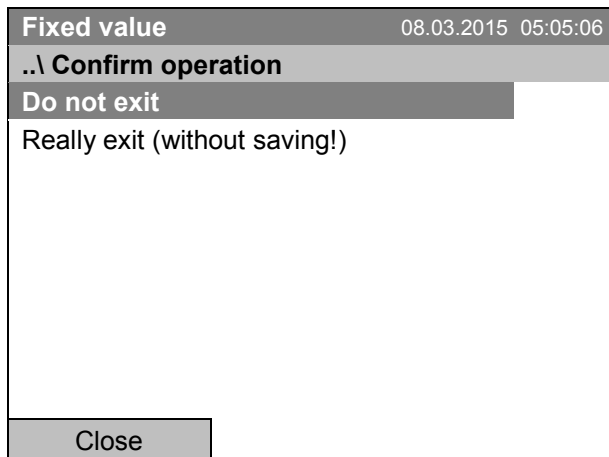 Fixed value 08.03.2015 05:05:06
..\ Confirm operation
Do not exit
Really exit (without saving!)
Close